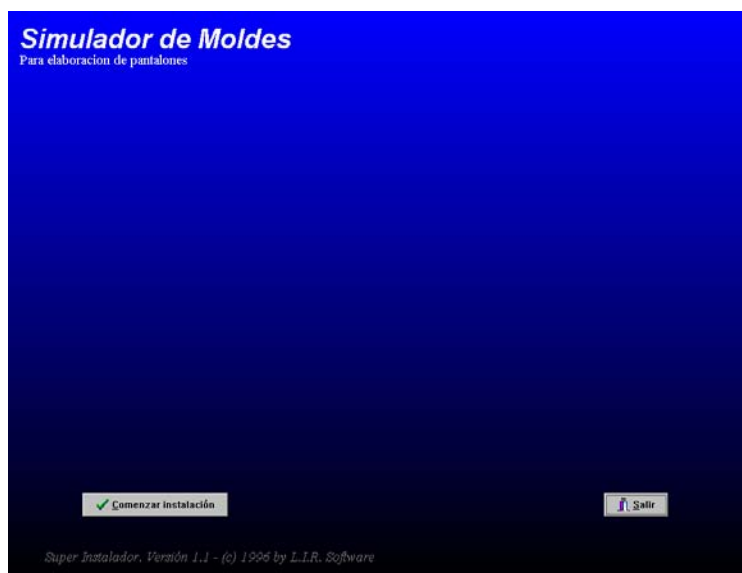 Simulador de Moldes
Para elaboracion de pantalones
Comenzar instalación
Salir
Super Instalador, Versión 1.1 - (c) 1996 by L.I.R. Software